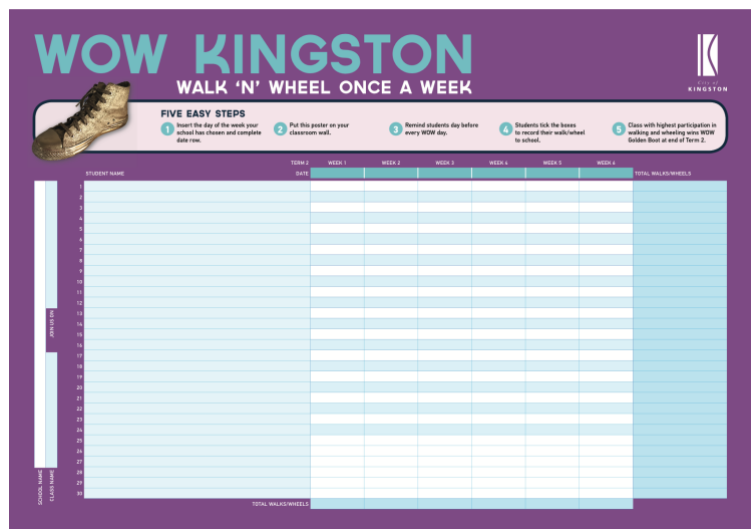 WOW KINGSTON
WALK ‘N’ WHEEL ONCE A WEEK
City of
KINGSTON
FIVE EASY STEPS
1 Insert the day of the week your
school has chosen and complete
date row.
2 Put this poster on your
classroom wall.
3 Remind students day before
every WOW day.
4 Students tick the boxes
to record their walk/wheel
to school.
5 Class with highest participation in
walking and wheeling wins WOW
Golden Boot at end of Term 2.
TERM 2 WEEK 1 WEEK 2 WEEK 3 WEEK 4 WEEK 5 WEEK 6
STUDENT NAME DATE TOTAL WALKS/WHEELS
1
2
3
4
5
6
7
8
9
10
11
12
13
14
15
16
17
18
19
20
21
22
23
24
25
26
27
28
29
30
JOIN US ON
SCHOOL NAME
CLASS NAME
TOTAL WALKS/WHEELS